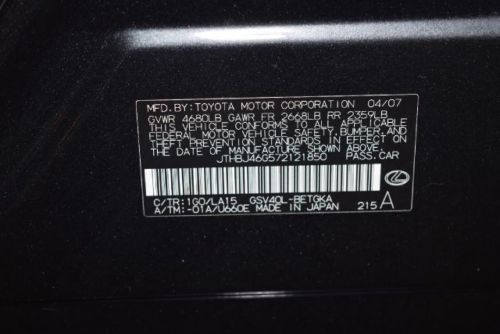 MFD.BY:TOYOTA MOTOR CORPORATION 04/07
GVWR 4680LB GAWR FR 2668LB RR 2359LB
THIS VEHICLE CONFORMS TO ALL APPLICABLE
FEDERAL MOTOR VEHICLE SAFETY, BUMPER, AND
THEFT PREVENTION STANDARDS IN EFFECT ON
THE DATE OF MANUFACTURE SHOWN ABOVE.
JTHBJ46G572121850 PASS.CAR
C/TR:1G0/LA15 GSV40L-BETGKA
A/TM:-01A/U660E MADE IN JAPAN 215 A